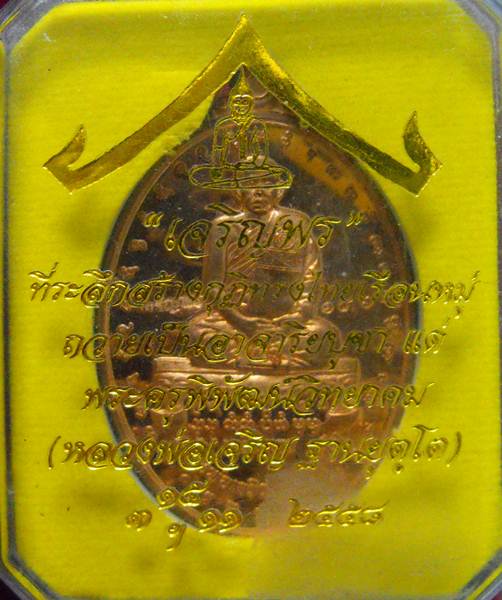 "เจริญพร"
ที่ระลึกสร้างกุฏิทรงไทยเรือนหมู่
ถวายเป็นอาจาริยบูชา แด่
พระครูพิพัฒน์วิทยาคม
(หลวงพ่อเจริญ ฐานยุตฺโต)
๑๕
๓ ฯ ๑๑ ๒๕๕๘